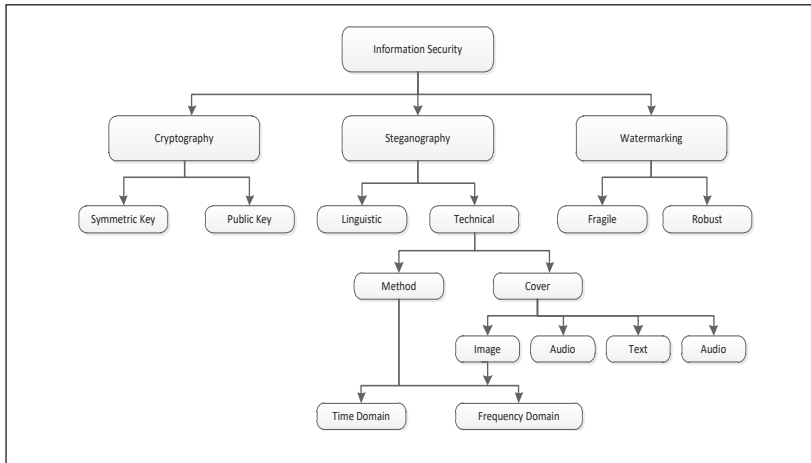 Information Security
Cryptography
Steganography
Watermarking
Symmetric Key
Public Key
Linguistic
Technical
Fragile
Robust
Method
Cover
Image
Audio
Text
Audio
Time Domain
Frequency Domain